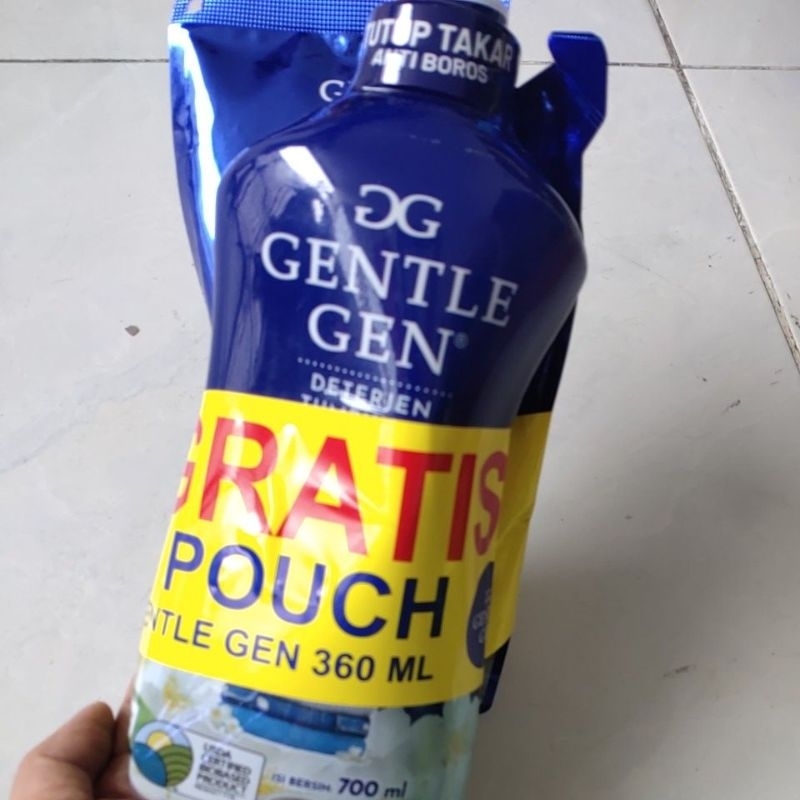 TUTUP TAKAR
ANTI BOROS
G
GG
GENTLE
GEN®
DETERJEN
GRATIS
POUCH
GENTLE GEN 360 ML
USDA
CERTIFIED
BIOBASED
PRODUCT
ISI BERSIH: 700 ml